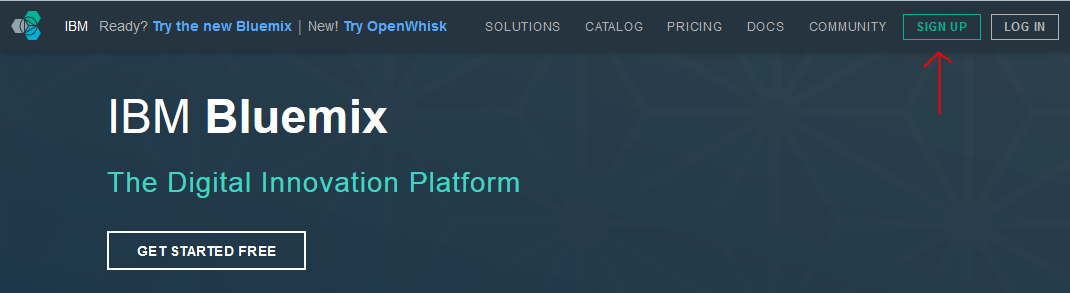 IBM Ready? Try the new Bluemix | New! Try OpenWhisk SOLUTIONS CATALOG PRICING DOCS COMMUNITY SIGN UP LOG IN
IBM Bluemix
The Digital Innovation Platform
GET STARTED FREE